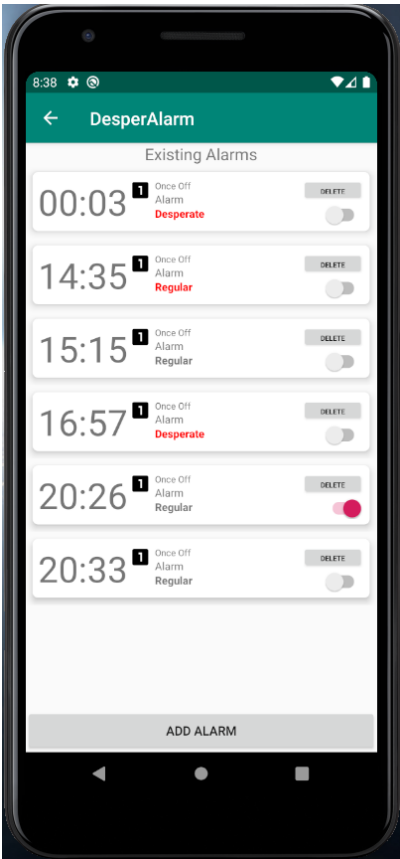 8:38
DesperAlarm
Existing Alarms
00:03 1 Once Off DELETE
Alarm
Desperate
14:35 1 Once Off DELETE
Alarm
Regular
15:15 1 Once Off DELETE
Alarm
Regular
16:57 1 Once Off DELETE
Alarm
Desperate
20:26 1 Once Off DELETE
Alarm
Regular
20:33 1 Once Off DELETE
Alarm
Regular
ADD ALARM